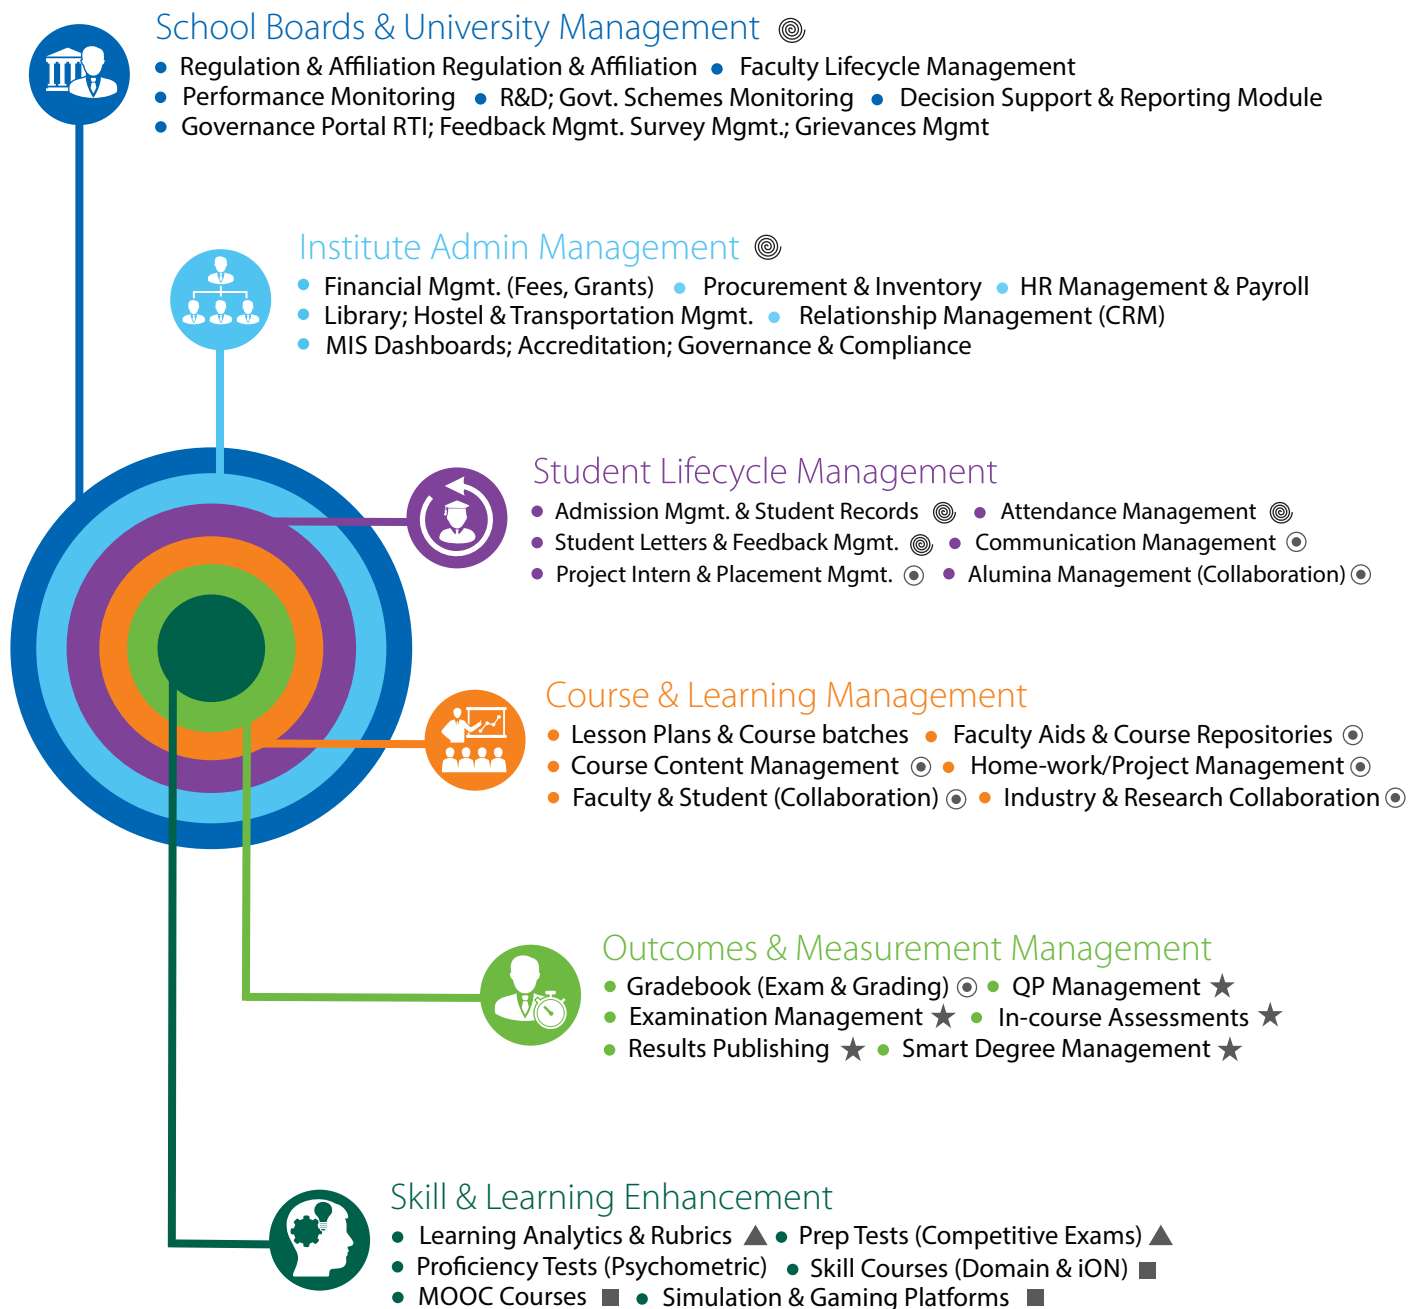 School Boards & University Management
• Regulation & Affiliation Regulation & Affiliation • Faculty Lifecycle Management
• Performance Monitoring • R&D; Govt. Schemes Monitoring • Decision Support & Reporting Module
• Governance Portal RTI; Feedback Mgmt. Survey Mgmt.; Grievances Mgmt
Institute Admin Management
• Financial Mgmt. (Fees, Grants) • Procurement & Inventory • HR Management & Payroll
• Library; Hostel & Transportation Mgmt. • Relationship Management (CRM)
• MIS Dashboards; Accreditation; Governance & Compliance
Student Lifecycle Management
• Admission Mgmt. & Student Records • Attendance Management
• Student Letters & Feedback Mgmt. • Communication Management
• Project Intern & Placement Mgmt. • Alumina Management (Collaboration)
Course & Learning Management
• Lesson Plans & Course batches • Faculty Aids & Course Repositories
• Course Content Management • Home-work/Project Management
• Faculty & Student (Collaboration) • Industry & Research Collaboration
Outcomes & Measurement Management
• Gradebook (Exam & Grading) • QP Management ★
• Examination Management ★ • In-course Assessments ★
• Results Publishing ★ • Smart Degree Management ★
Skill & Learning Enhancement
• Learning Analytics & Rubrics ▲ • Prep Tests (Competitive Exams) ▲
• Proficiency Tests (Psychometric) • Skill Courses (Domain & iON) ■
• MOOC Courses ■ • Simulation & Gaming Platforms ■